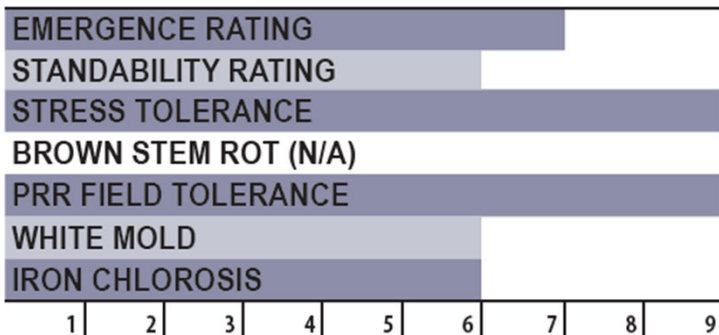 EMERGENCE RATING
STANDABILITY RATING
STRESS TOLERANCE
BROWN STEM ROT (N/A)
PRR FIELD TOLERANCE
WHITE MOLD
IRON CHLOROSIS
1 2 3 4 5 6 7 8 9